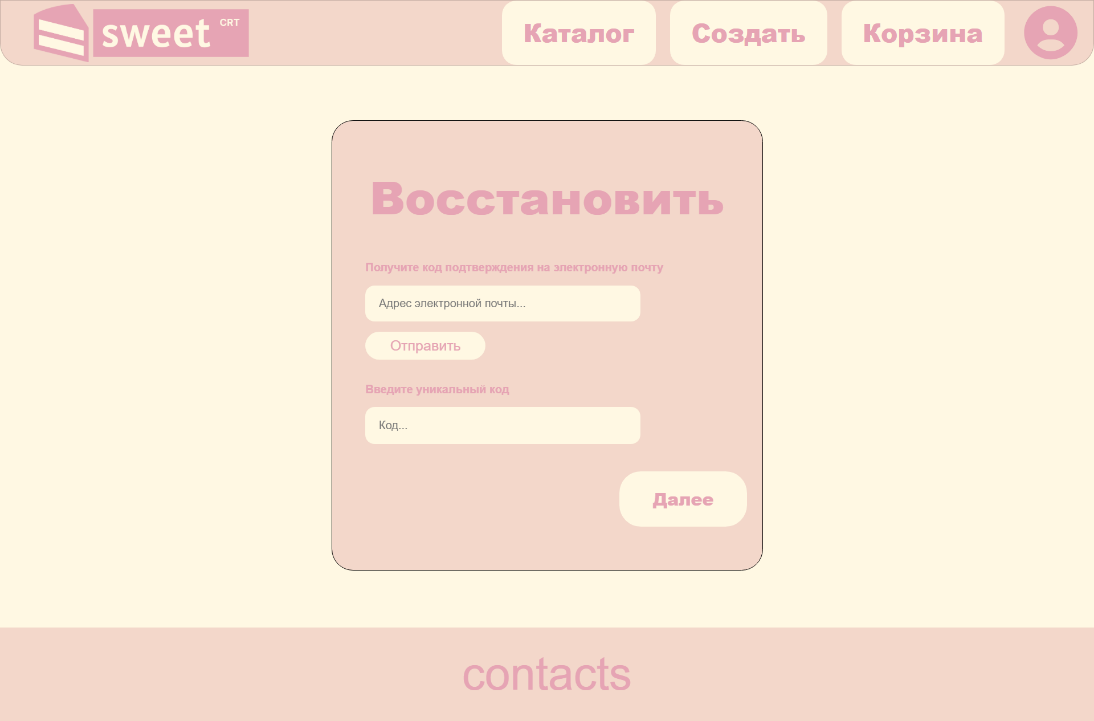 sweet CRT
Каталог
Создать
Корзина
Восстановить
Получите код подтверждения на электронную почту
Адрес электронной почты...
Отправить
Введите уникальный код
Код...
Далее
contacts